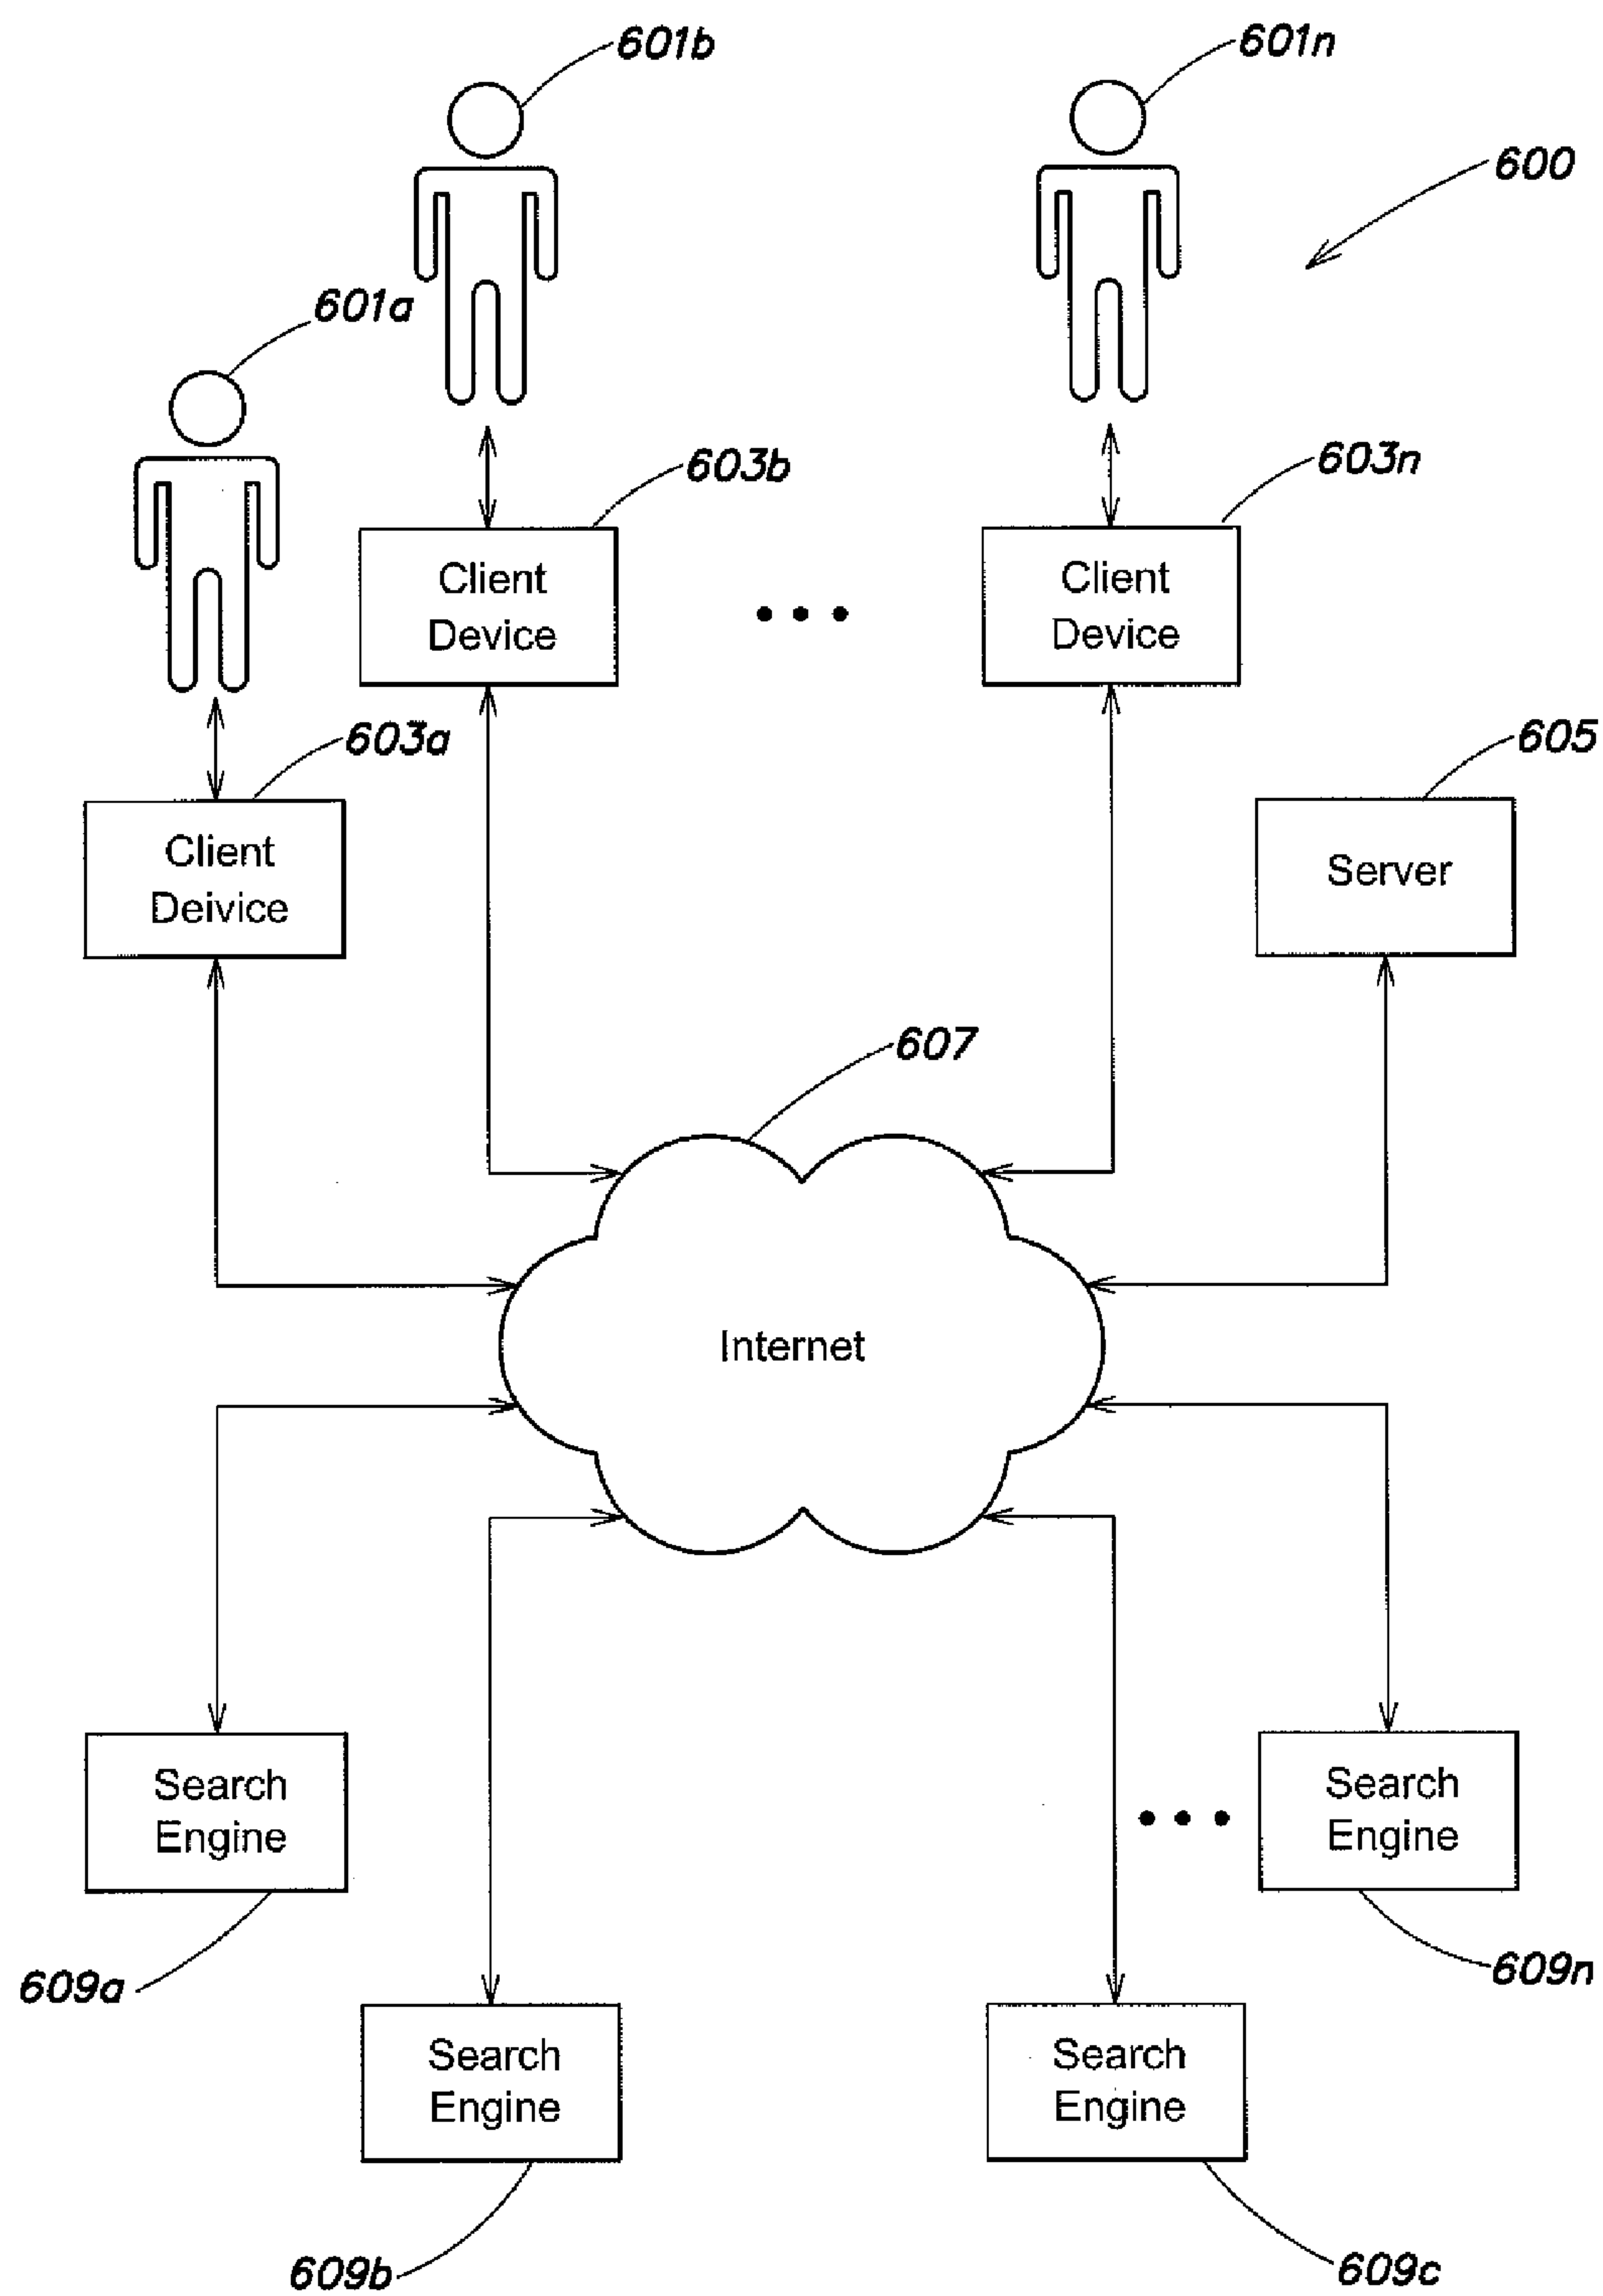 601b
601n
600
601a
603b
603n
Client
Device
Client
Device
603a
605
Client
Deivice
Server
607
Internet
Search
Engine
Search
Engine
609a
609n
Search
Engine
Search
Engine
609b
609c